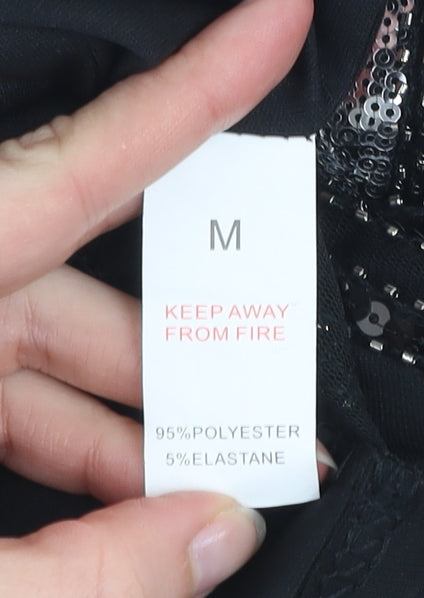 M
KEEP AWAY
FROM FIRE
95%POLYESTER
5%ELASTANE